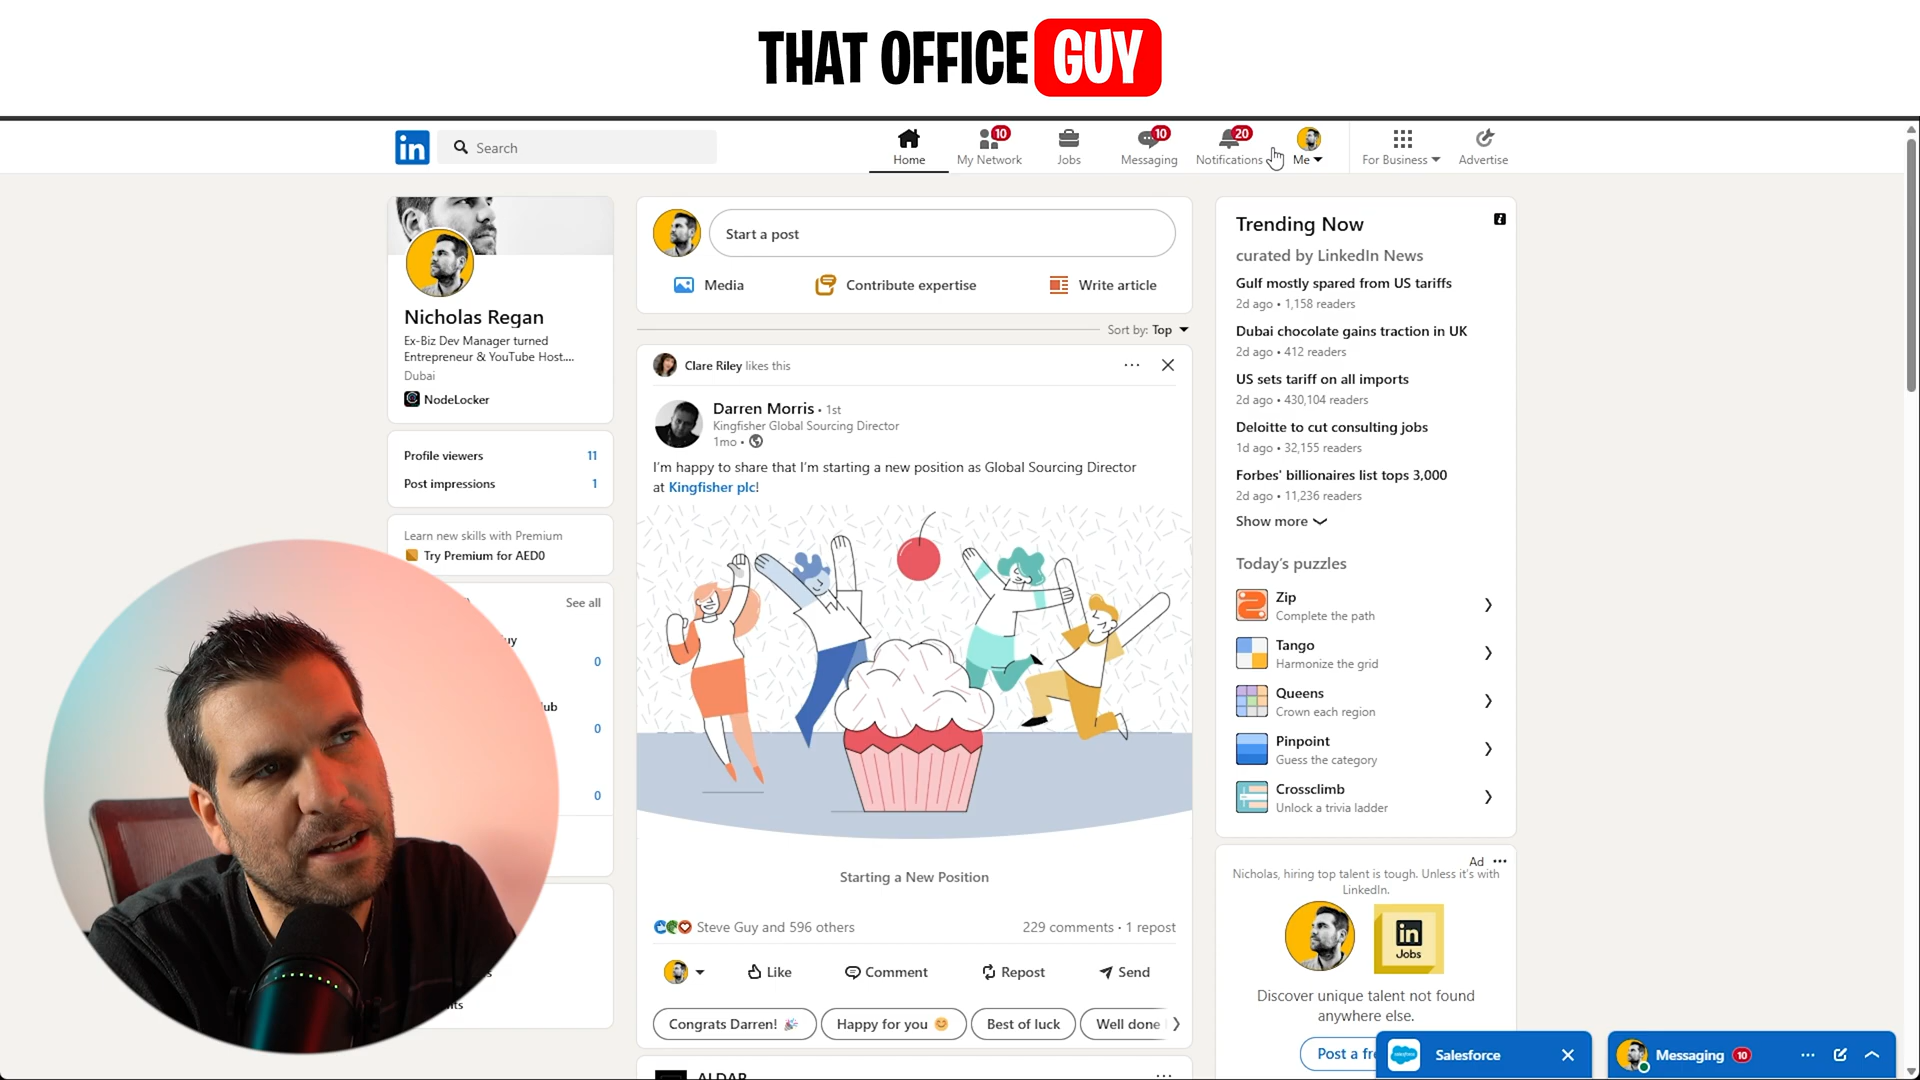 THAT OFFICE GUY
in
Search
Home
10
My Network
Jobs
10
Messaging
20
Notifications
Me
For Business
Advertise
Nicholas Regan
Ex-Biz Dev Manager turned
Entrepreneur & YouTube Host....
Dubai
NodeLocker
Profile viewers 11
Post impressions 1
Learn new skills with Premium
Try Premium for AED0
See all
uy
0
ub
0
0
s
nts
Start a post
Media
Contribute expertise
Write article
Sort by: Top
Clare Riley likes this
Darren Morris • 1st
Kingfisher Global Sourcing Director
1mo •
I'm happy to share that I'm starting a new position as Global Sourcing Director
at Kingfisher plc!
Starting a New Position
Steve Guy and 596 others
229 comments • 1 repost
Like
Comment
Repost
Send
Congrats Darren!
Happy for you
Best of luck
Well done
ALDAR
Trending Now
curated by LinkedIn News
Gulf mostly spared from US tariffs
2d ago • 1,158 readers
Dubai chocolate gains traction in UK
2d ago • 412 readers
US sets tariff on all imports
2d ago • 430,104 readers
Deloitte to cut consulting jobs
1d ago • 32,155 readers
Forbes' billionaires list tops 3,000
2d ago • 11,236 readers
Show more
Today's puzzles
Zip
Complete the path
Tango
Harmonize the grid
Queens
Crown each region
Pinpoint
Guess the category
Crossclimb
Unlock a trivia ladder
Ad
Nicholas, hiring top talent is tough. Unless it's with
LinkedIn.
in
Jobs
Discover unique talent not found
anywhere else.
Post a fr
Salesforce
Messaging 10